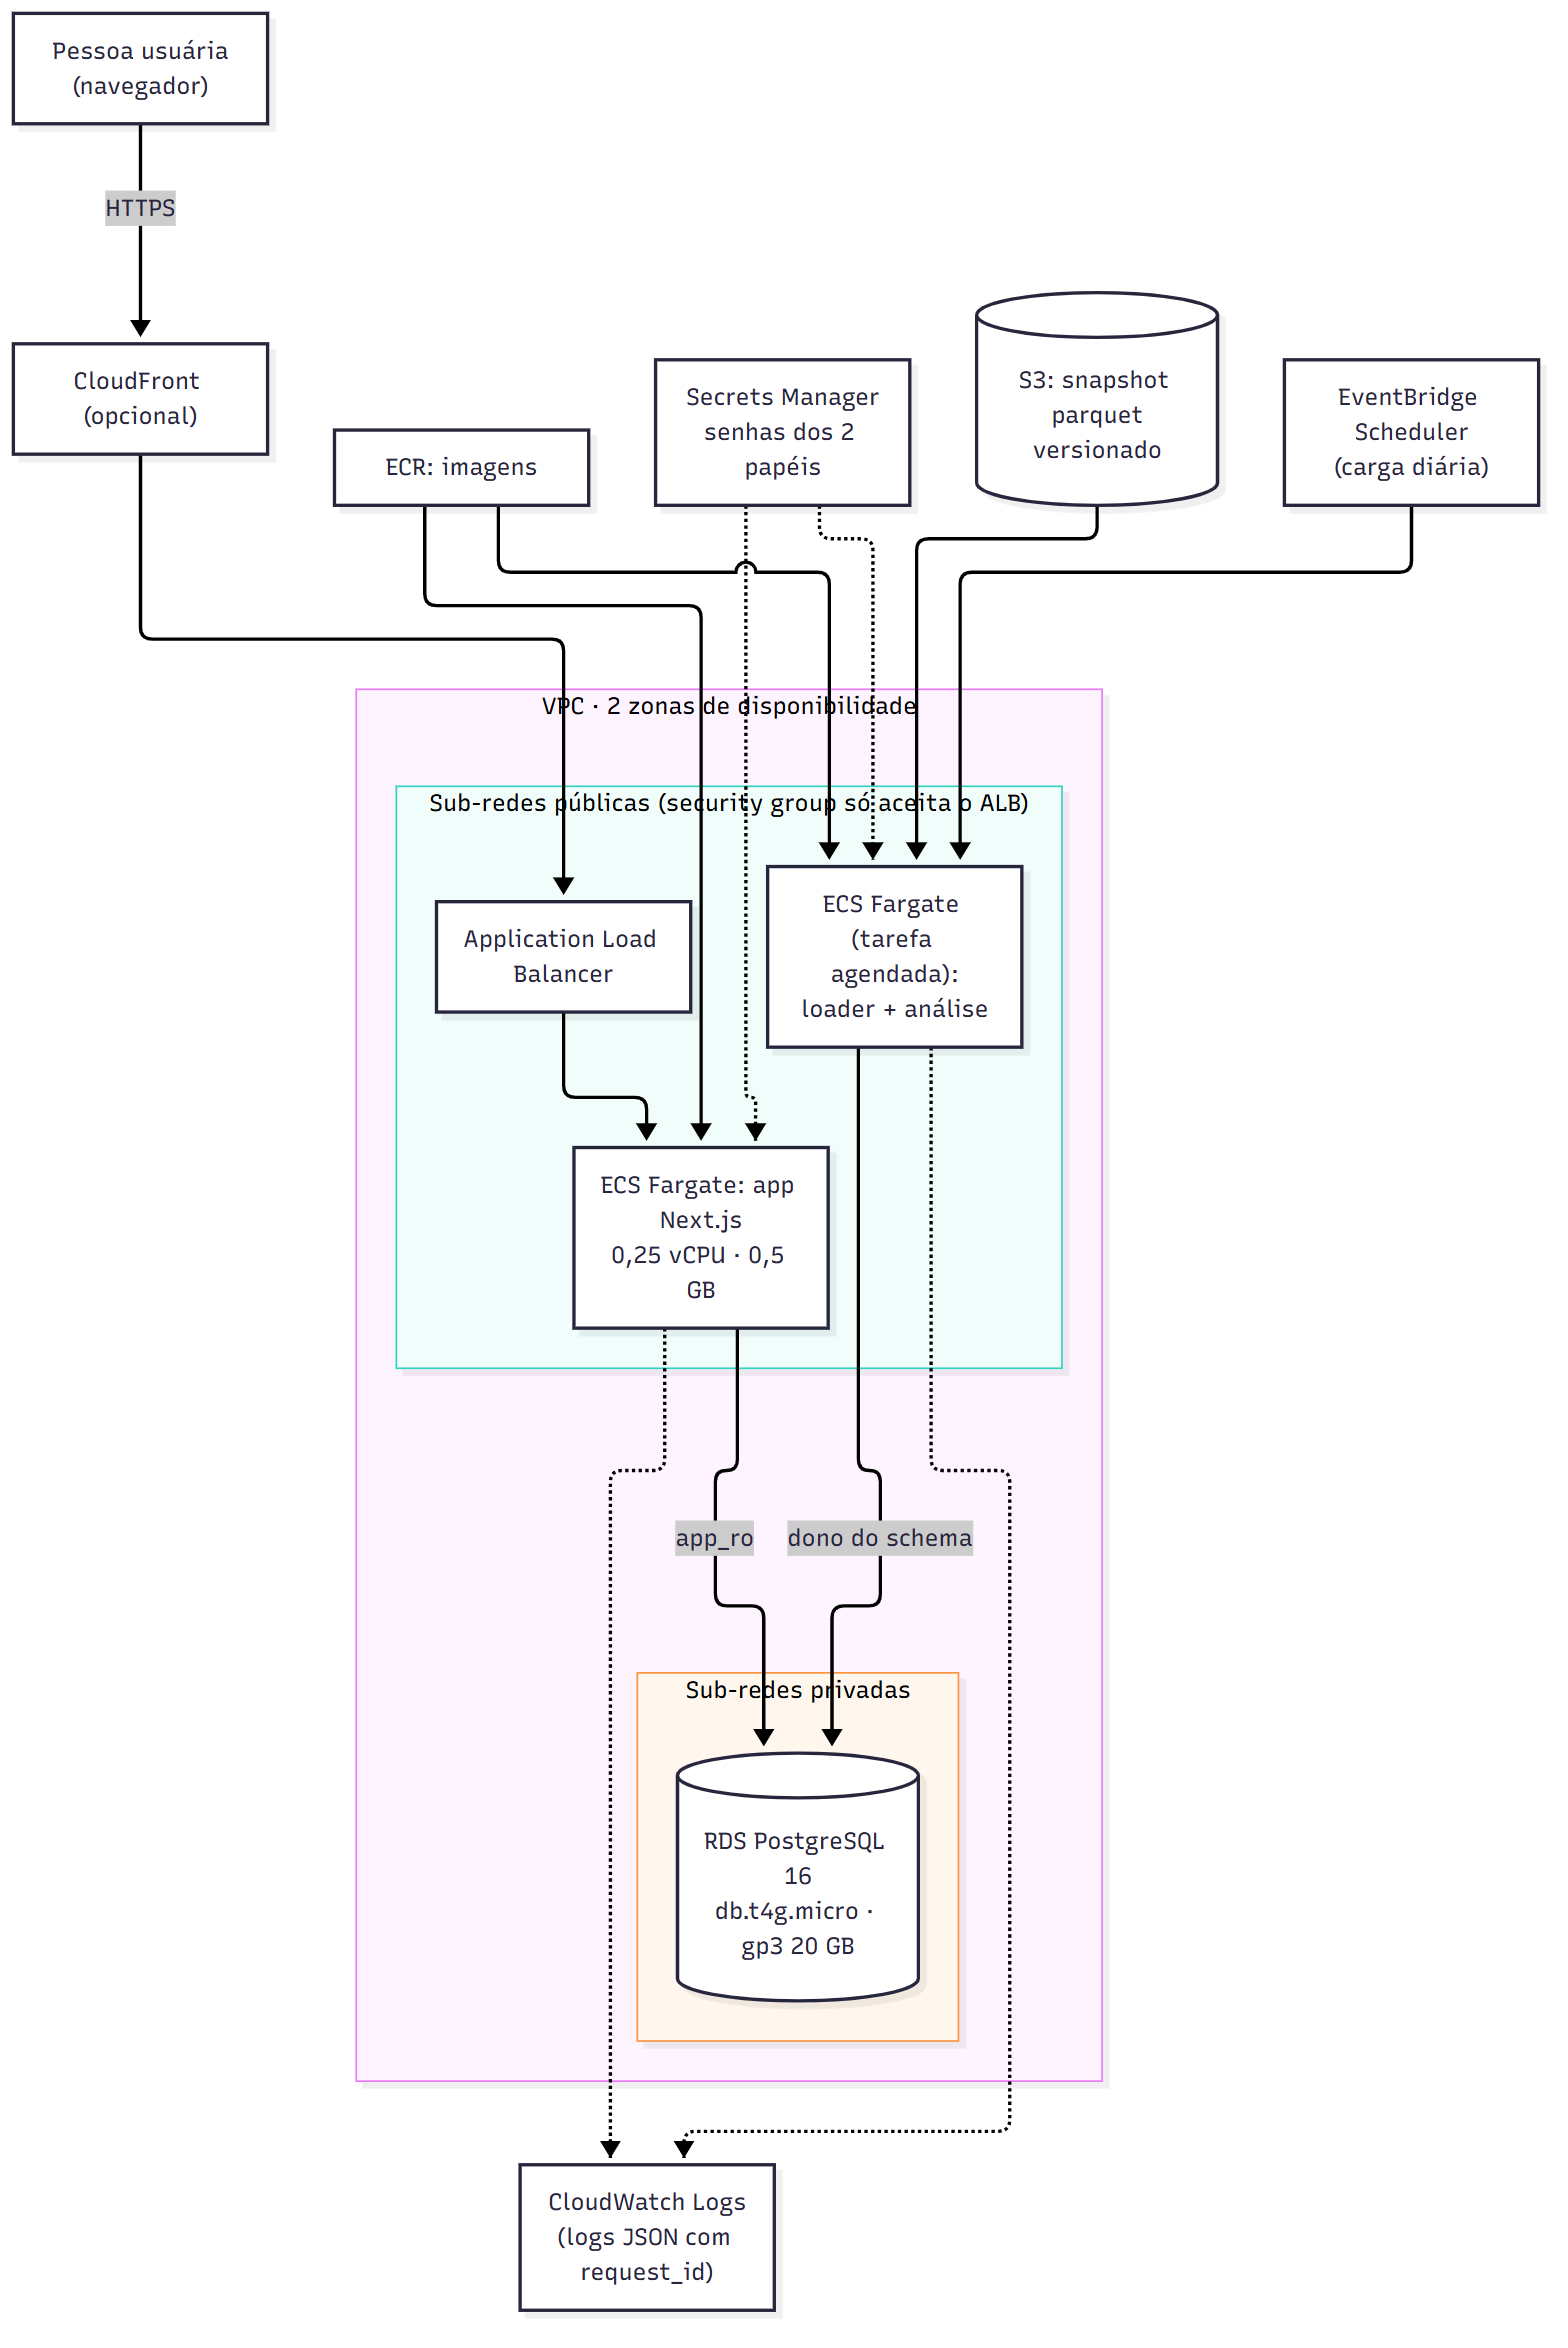 Pessoa usuária
(navegador)
HTTPS
CloudFront
(opcional)
ECR: imagens
Secrets Manager
senhas dos 2
papéis
S3: snapshot
parquet
versionado
EventBridge
Scheduler
(carga diária)
VPC · 2 zonas de disponibilidade
Sub-redes públicas (security group só aceita o ALB)
Application Load
Balancer
ECS Fargate
(tarefa
agendada):
loader + análise
ECS Fargate: app
Next.js
0,25 vCPU · 0,5
GB
app_ro
dono do schema
Sub-redes privadas
RDS PostgreSQL
16
db.t4g.micro ·
gp3 20 GB
CloudWatch Logs
(logs JSON com
request_id)